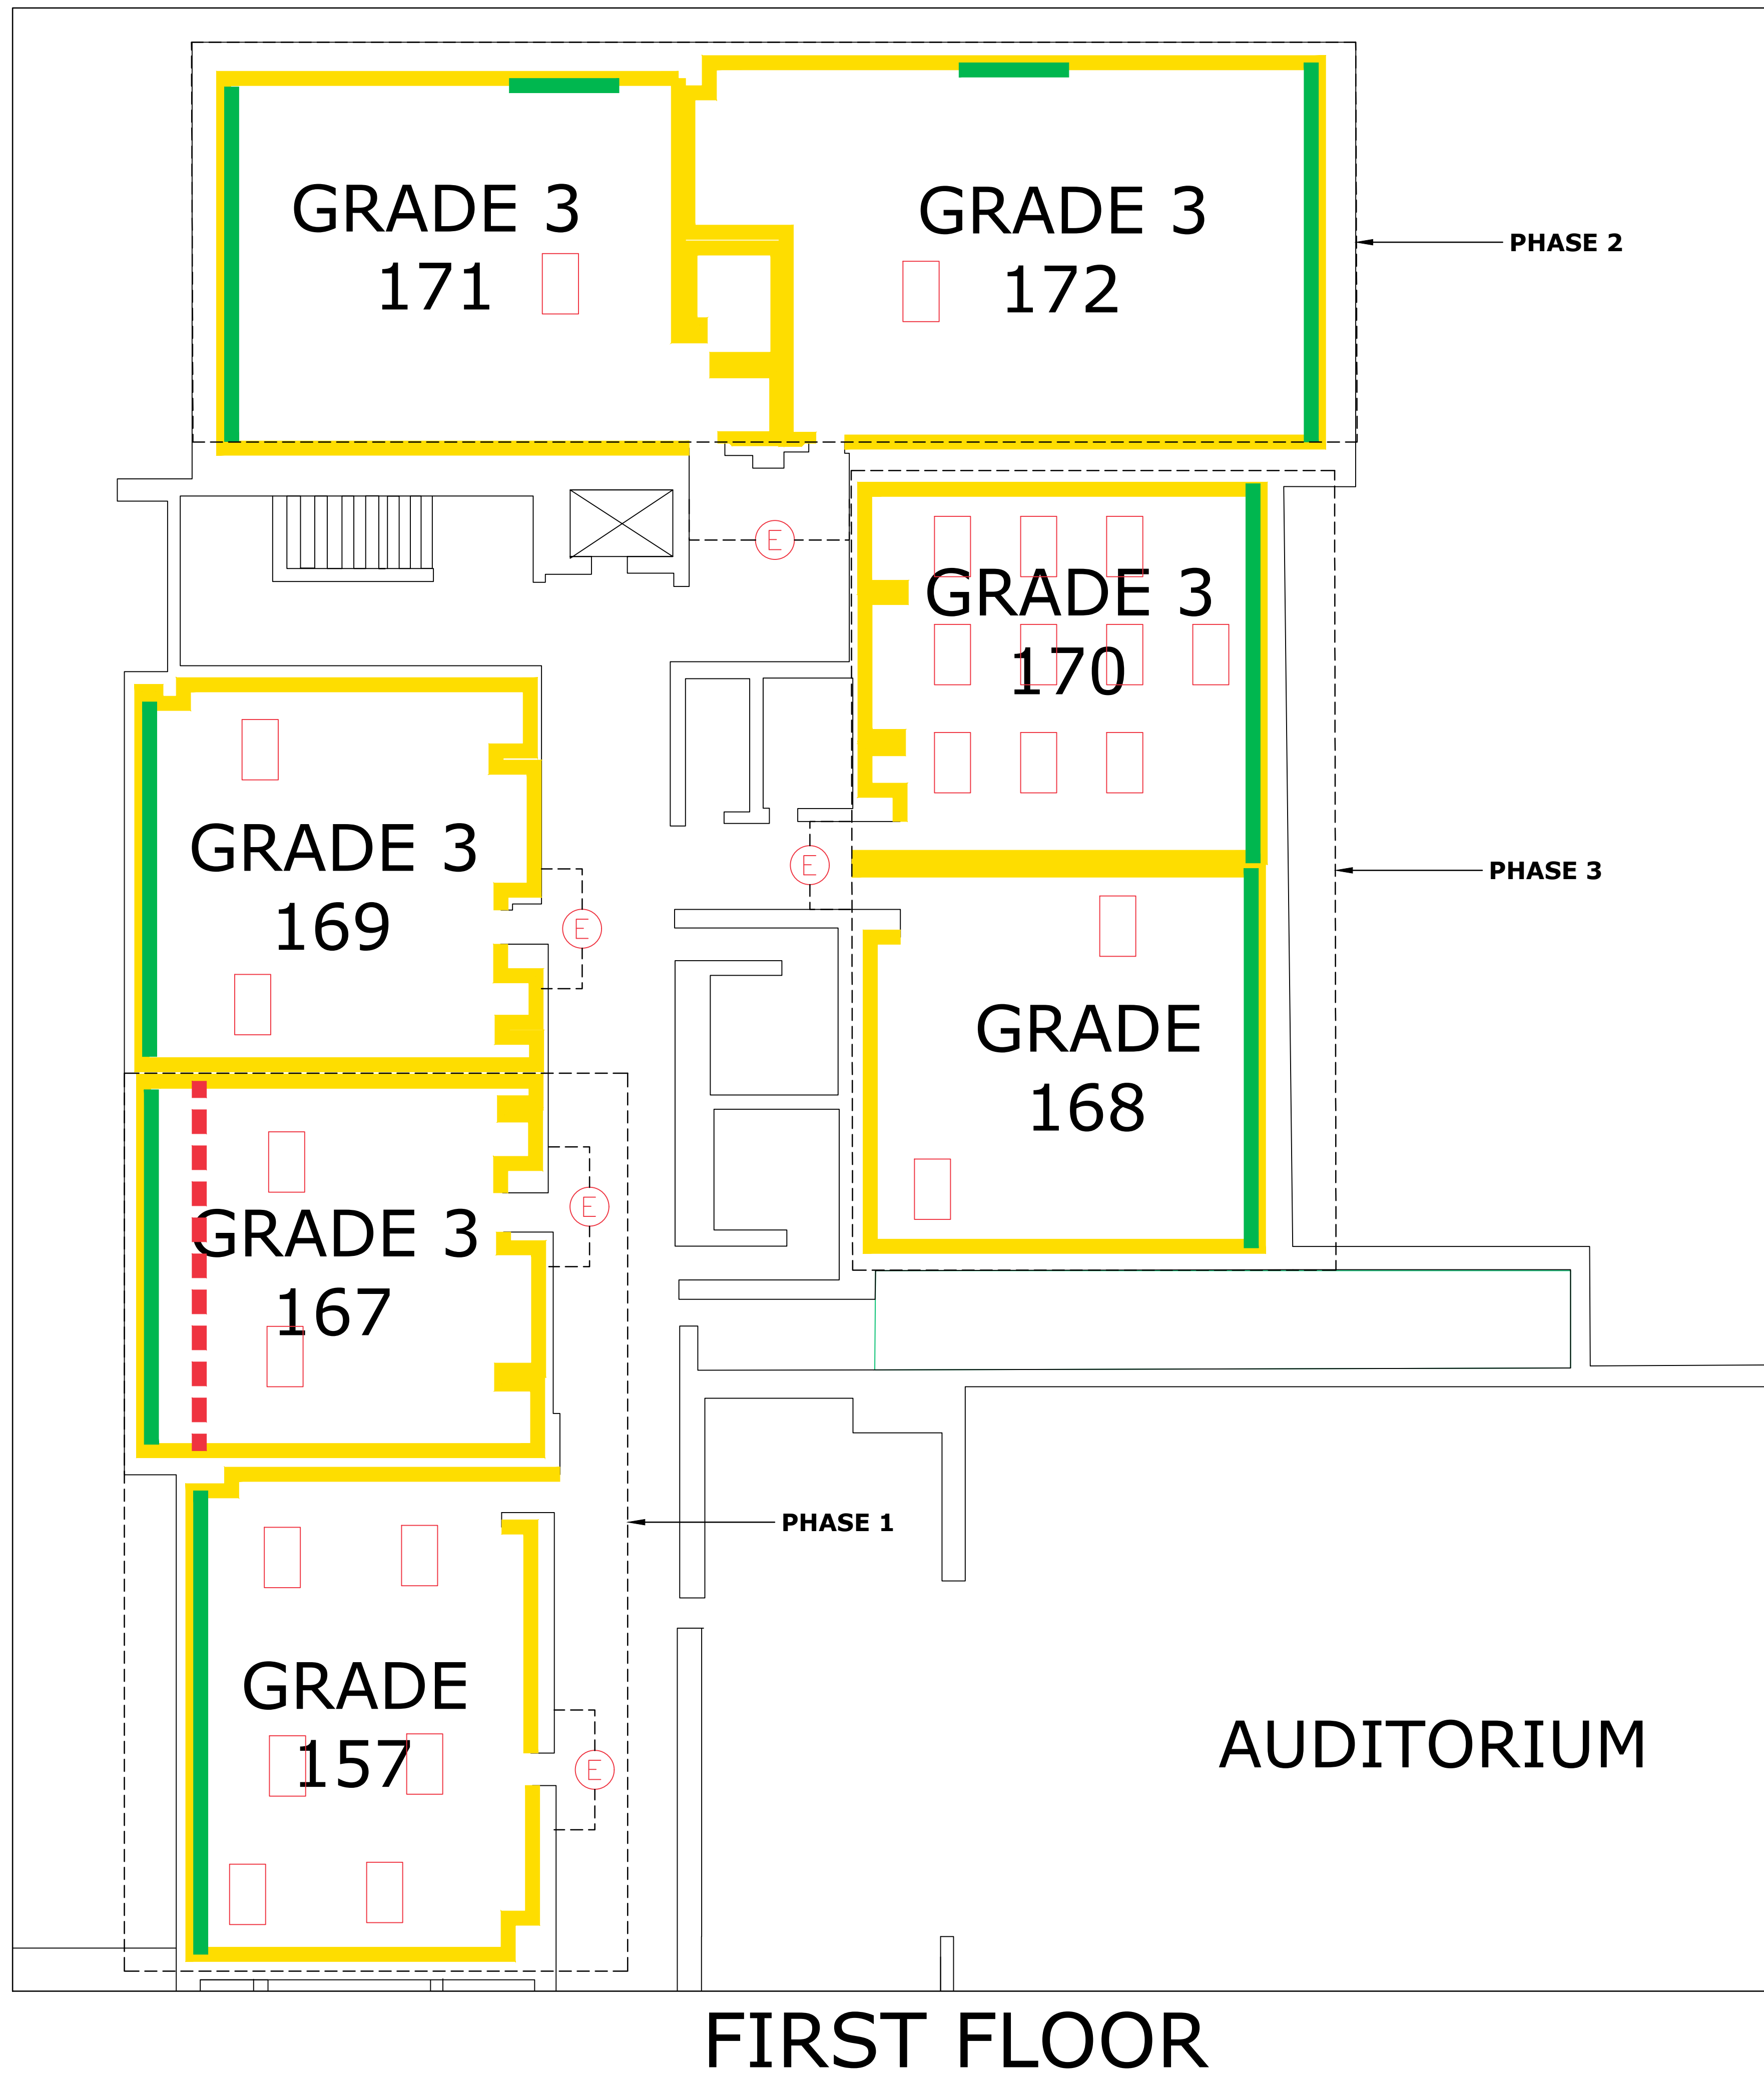 GRADE 3
171
GRADE 3
172
PHASE 2
E
GRADE 3
170
GRADE 3
169
E
E
PHASE 3
GRADE
168
GRADE 3
167
E
PHASE 1
GRADE
157
E
AUDITORIUM
FIRST FLOOR